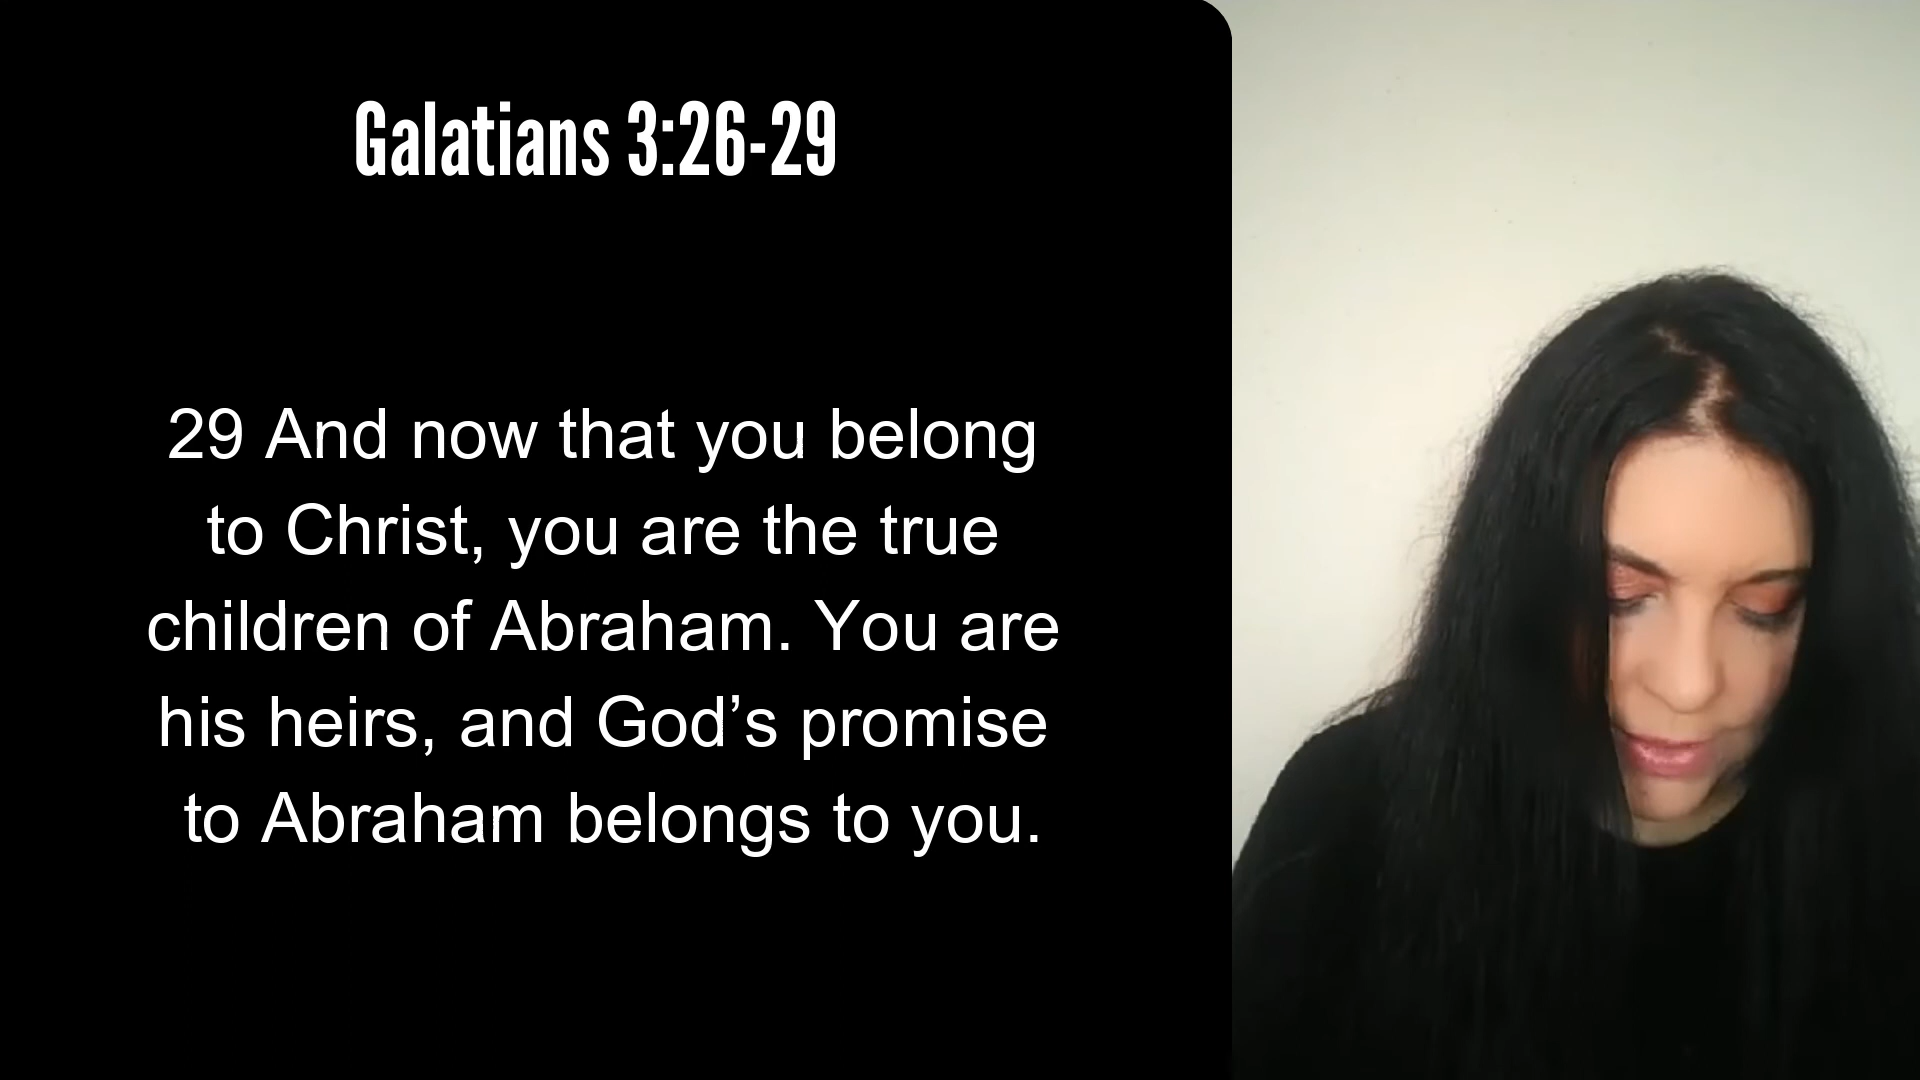 Galatians 3:26-29
29 And now that you belong
to Christ, you are the true
children of Abraham. You are
his heirs, and God’s promise
to Abraham belongs to you.